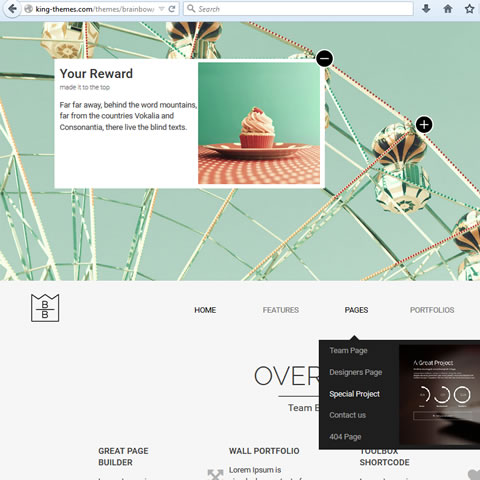 king-themes.com/themes/brainbow/
Search
Your Reward
made it to the top
Far far away, behind the word mountains,
far from the countries Vokalia and
Consonantia, there live the blind texts.
B
B
HOME
FEATURES
PAGES
PORTFOLIOS
Team Page
Designers Page
Special Project
Contact us
404 Page
A Great Project
OVER
Team B
GREAT PAGE
BUILDER
WALL PORTFOLIO
Lorem Ipsum is
TOOLBOX
SHORTCODE